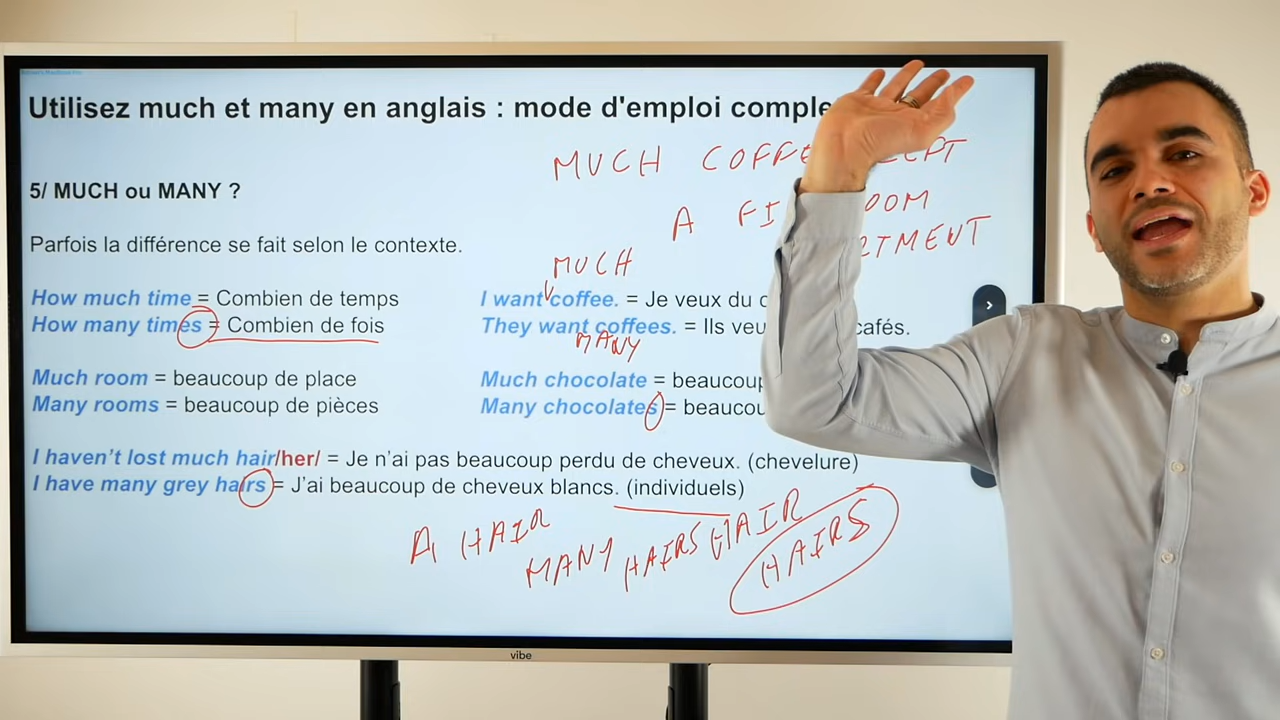 Utilisez much et many en anglais : mode d'emploi comple
MUCH COFFE
A FI OOM
RTMENT
5/ MUCH ou MANY ?
Parfois la différence se fait selon le contexte.
MUCH
How much time = Combien de temps
How many times = Combien de fois
I want coffee. = Je veux du c
They want coffees. = Ils veu cafés.
MANY
Much room = beaucoup de place
Many rooms = beaucoup de pièces
Much chocolate = beaucoup
Many chocolates = beaucou
I haven't lost much hair/her/ = Je n'ai pas beaucoup perdu de cheveux. (chevelure)
I have many grey hairs = J'ai beaucoup de cheveux blancs. (individuels)
A HAIR
MANY HAIRS HAIR
HAIRS
vibe